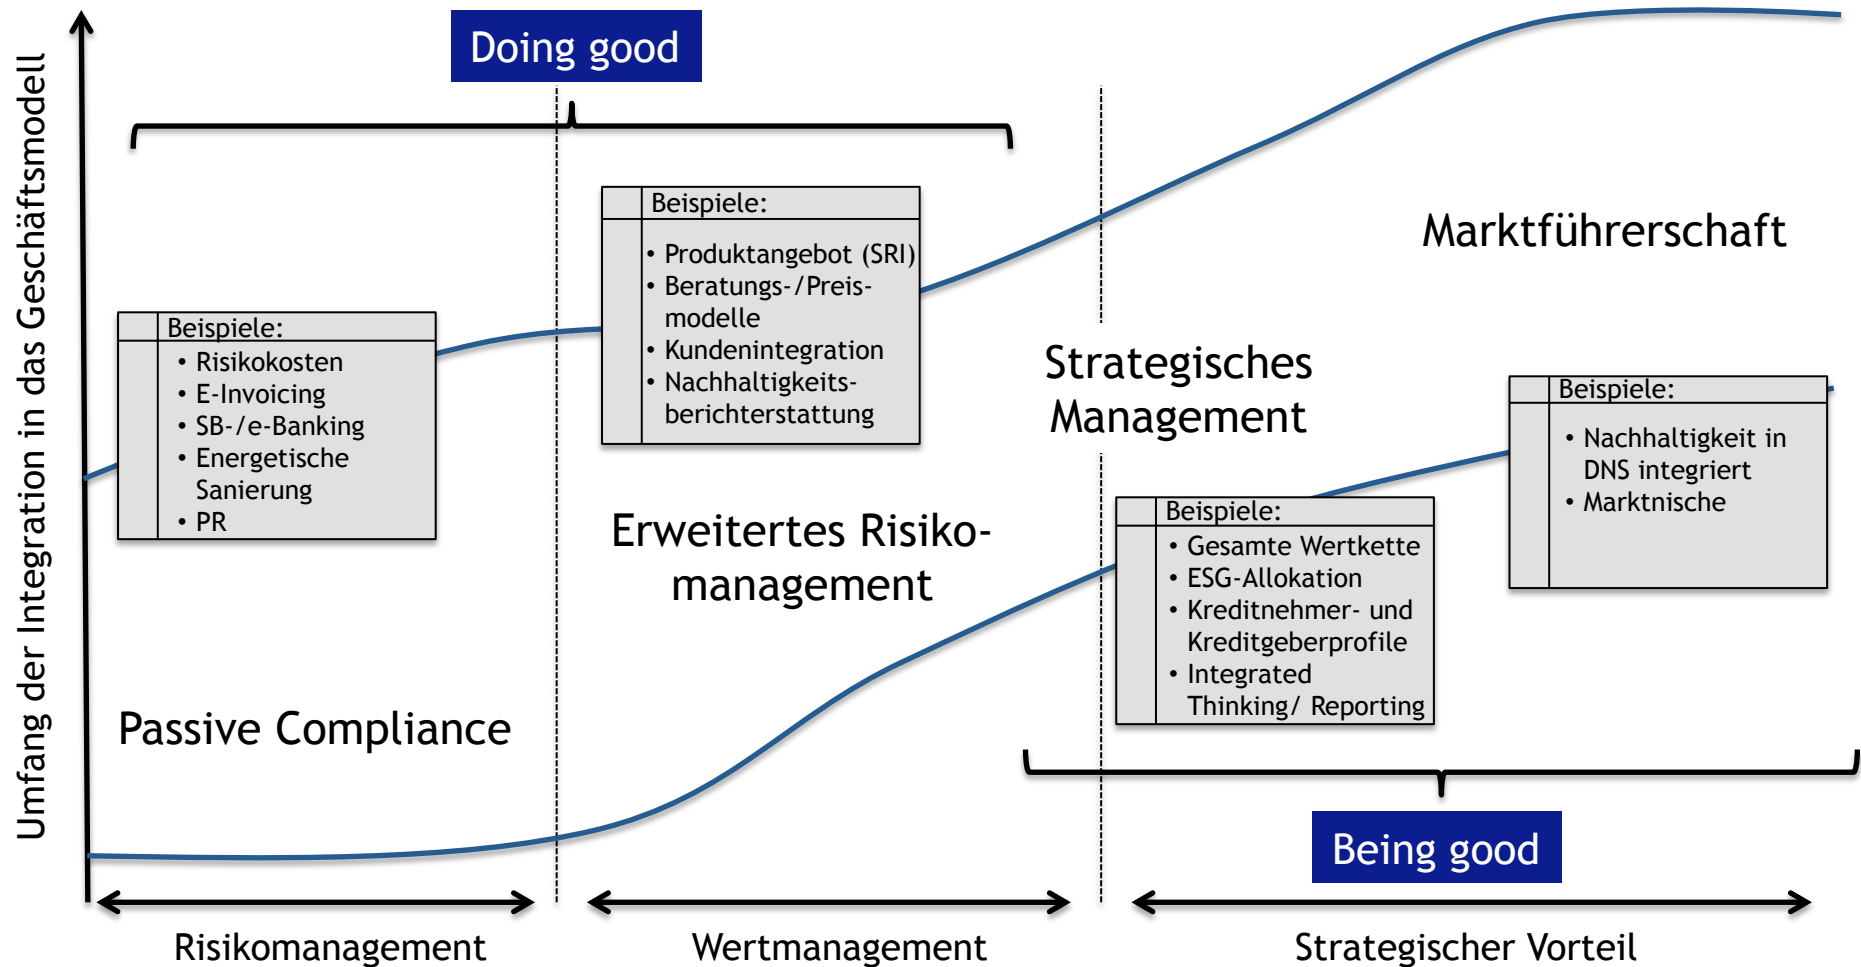 Umfang der Integration in das Geschäftsmodell
Doing good
Beispiele:
• Risikokosten
• E-Invoicing
• SB-/e-Banking
• Energetische
Sanierung
• PR
Passive Compliance
Beispiele:
• Produktangebot (SRI)
• Beratungs-/Preis-
modelle
• Kundenintegration
• Nachhaltigkeits-
berichterstattung
Erweitertes Risiko-
management
Strategisches
Management
Beispiele:
• Gesamte Wertkette
• ESG-Allokation
• Kreditnehmer- und
Kreditgeberprofile
• Integrated
Thinking/ Reporting
Marktführerschaft
Beispiele:
• Nachhaltigkeit in
DNS integriert
• Marktnische
Being good
Risikomanagement
Wertmanagement
Strategischer Vorteil